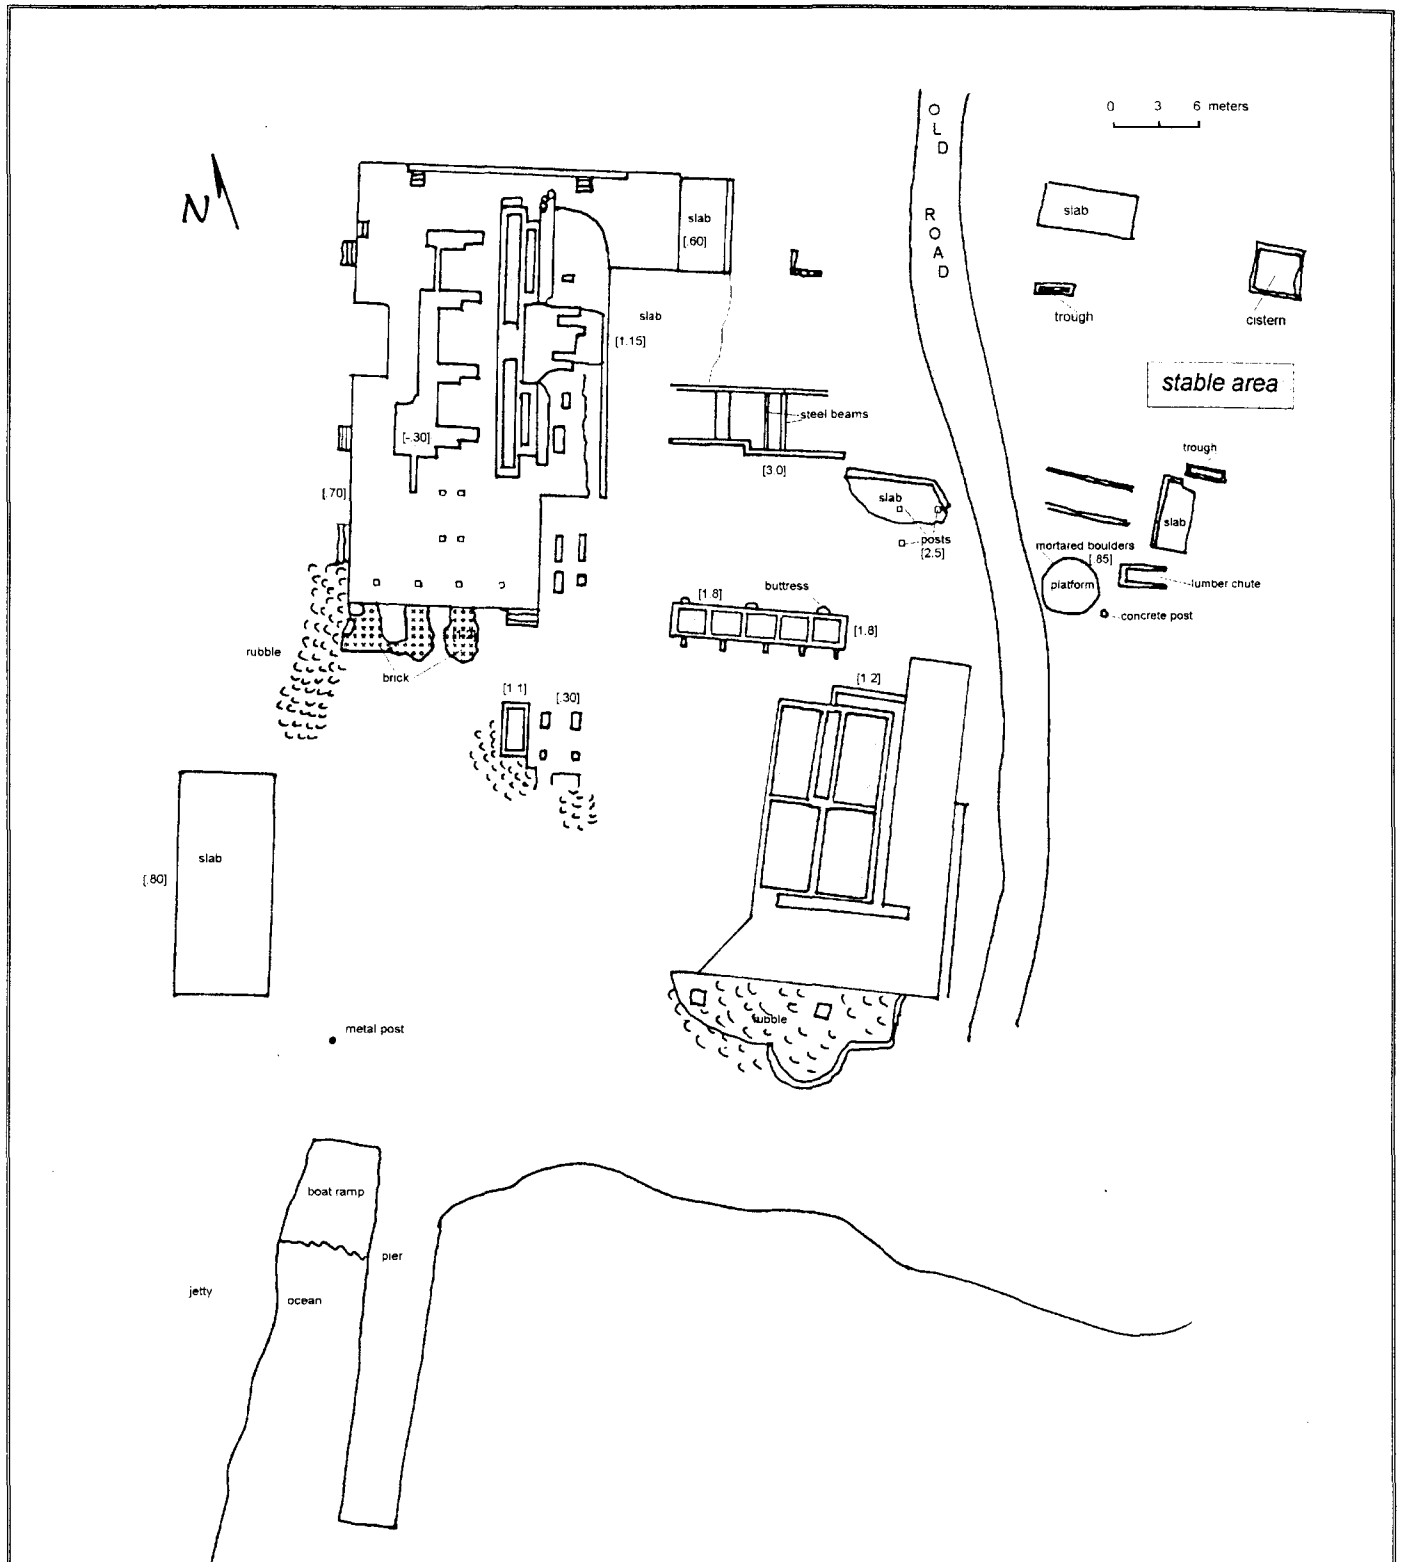 0 3 6 meters
OLD ROAD
N
slab
[.60]
slab
cistern
trough
slab
[1.15]
stable area
steel beams
[-.30]
[3.0]
trough
[.70]
slab
slab
posts
[2.5]
mortared boulders
[.85]
platform
lumber chute
concrete post
buttress
[1.8]
[1.8]
rubble
brick
[1.2]
[1 1]
[.30]
slab
[.80]
rubble
metal post
boat ramp
pier
jetty
ocean